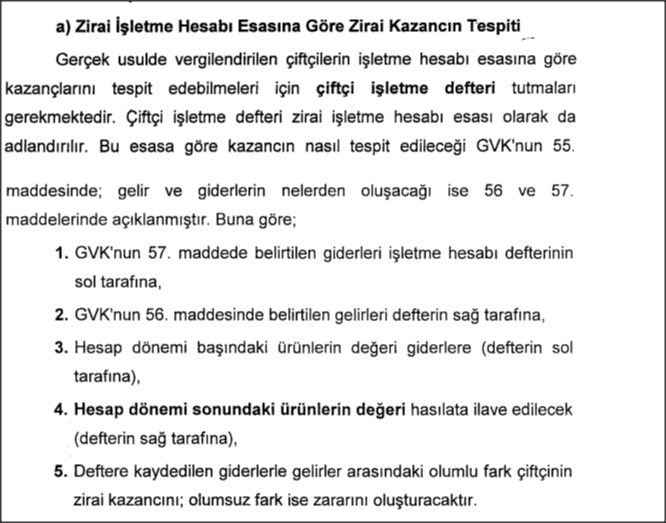 a) Zirai İşletme Hesabı Esasına Göre Zirai Kazancın Tespiti
Gerçek usulde vergilendirilen çiftçilerin işletme hesabı esasına göre
kazançlarını tespit edebilmeleri için çiftçi işletme defteri tutmaları
gerekmektedir. Çiftçi işletme defteri zirai işletme hesabı esası olarak da
adlandırılır. Bu esasa göre kazancın nasıl tespit edileceği GVK'nun 55.
maddesinde; gelir ve giderlerin nelerden oluşacağı ise 56 ve 57.
maddelerinde açıklanmıştır. Buna göre;
1. GVK'nun 57. maddede belirtilen giderleri işletme hesabı defterinin
sol tarafına,
2. GVK'nun 56. maddesinde belirtilen gelirleri defterin sağ tarafına,
3. Hesap dönemi başındaki ürünlerin değeri giderlere (defterin sol
tarafına),
4. Hesap dönemi sonundaki ürünlerin değeri hasılata ilave edilecek
(defterin sağ tarafına),
5. Deftere kaydedilen giderlerle gelirler arasındaki olumlu fark çiftçinin
zirai kazancını; olumsuz fark ise zararını oluşturacaktır.